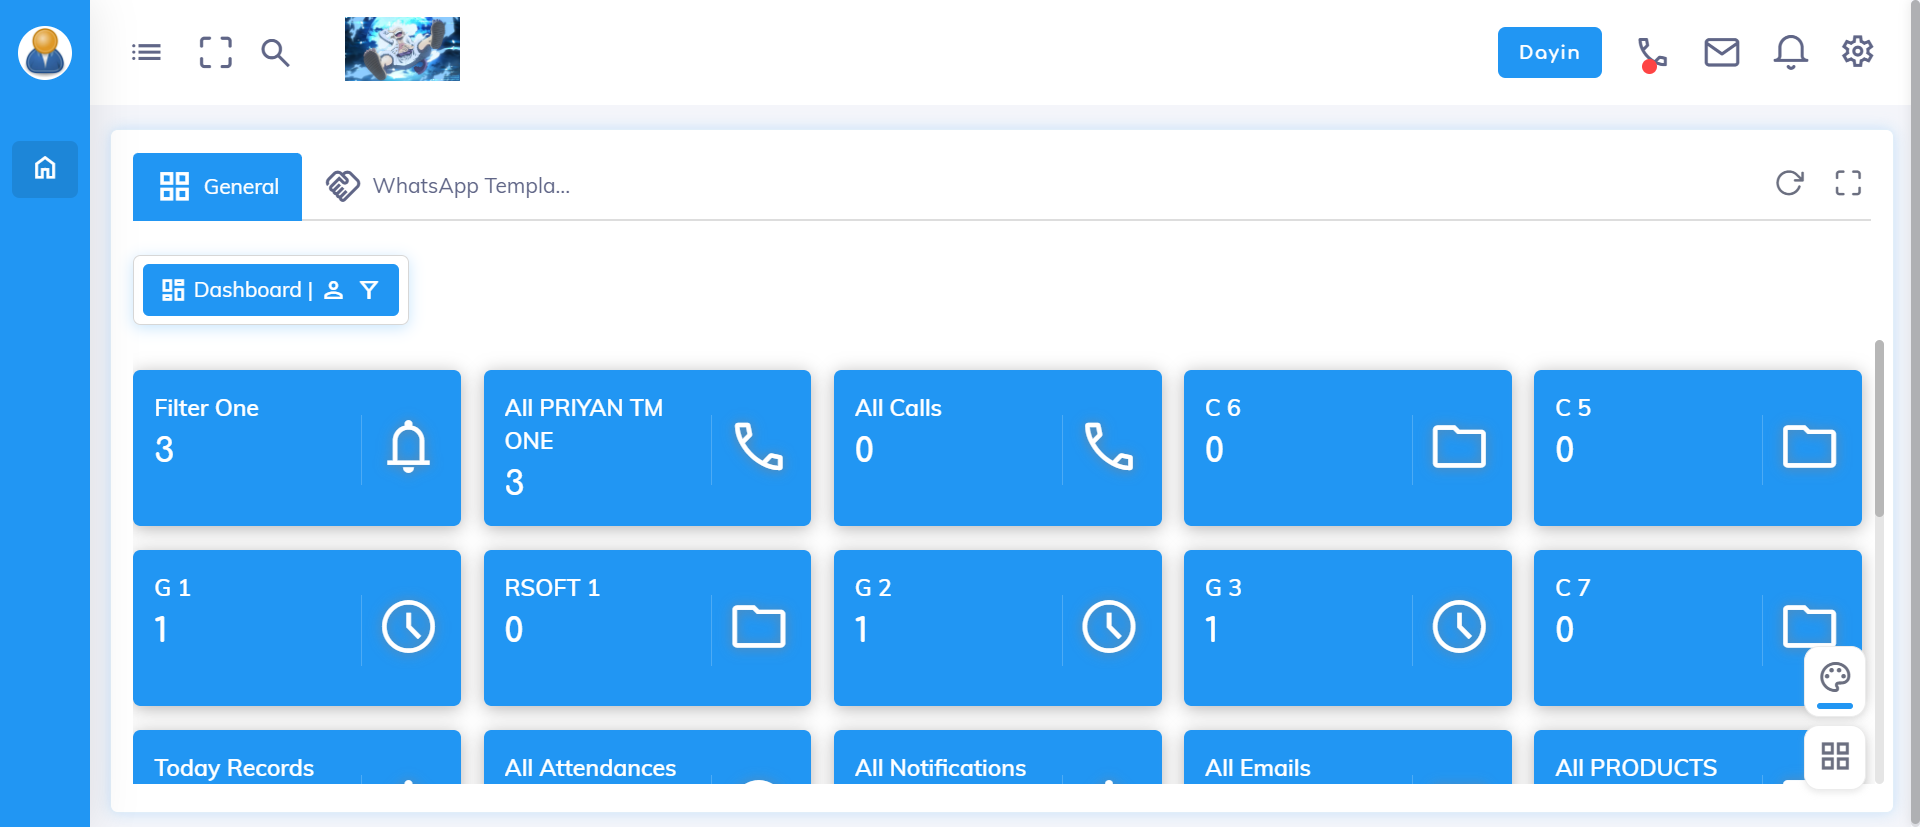 Dayin
General
WhatsApp Templa...
Dashboard |
Filter One
3
All PRIYAN TM
ONE
3
All Calls
0
C 6
0
C 5
0
G 1
1
RSOFT 1
0
G 2
1
G 3
1
C 7
0
Today Records
All Attendances
All Notifications
All Emails
All PRODUCTS